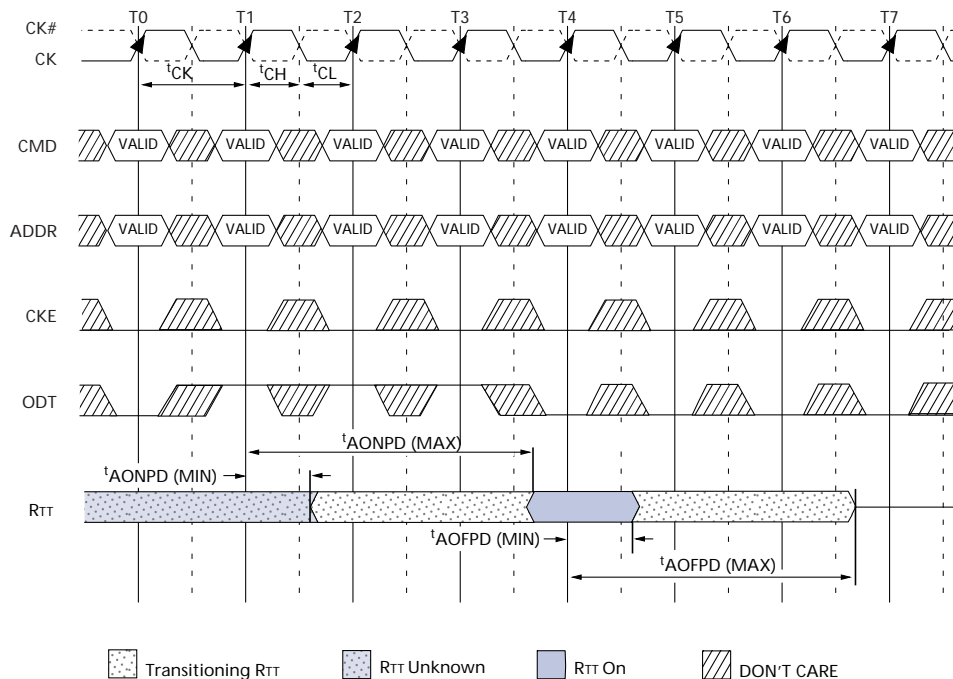 T0 T1 T2 T3 T4 T5 T6 T7
CK#
CK
tCK tCH tCL
CMD VALID VALID VALID VALID VALID VALID VALID VALID
ADDR VALID VALID VALID VALID VALID VALID VALID VALID
CKE
ODT
tAONPD (MAX)
tAONPD (MIN)
RTT
tAOFPD (MIN)
tAOFPD (MAX)
Transitioning RTT RTT Unknown RTT On DON'T CARE